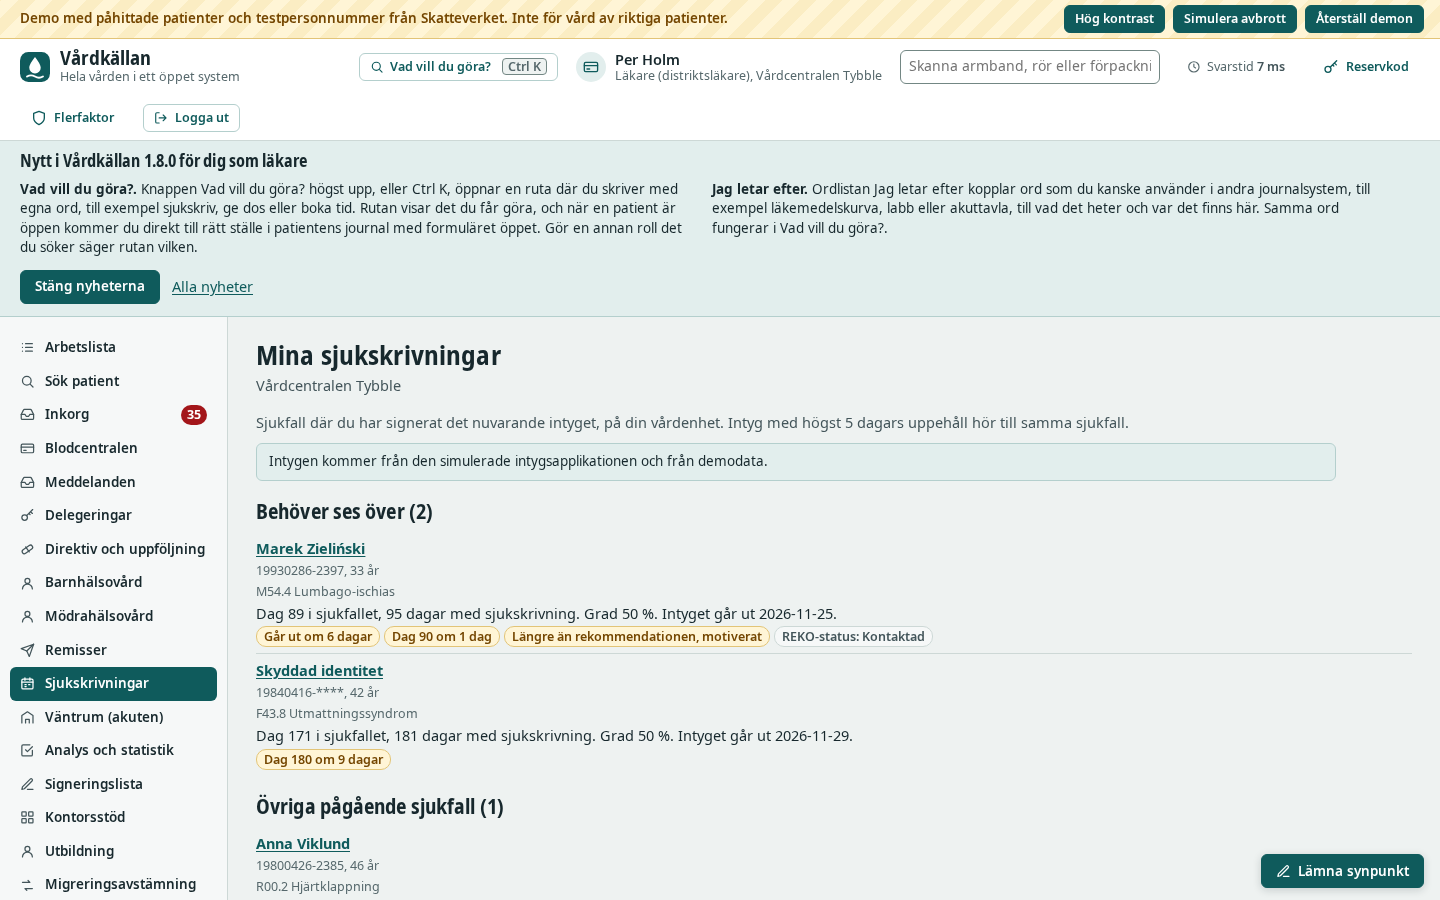 Demo med påhittade patienter och testpersonnummer från Skatteverket. Inte för vård av riktiga patienter.
Hög kontrast
Simulera avbrott
Återställ demon
Vårdkällan
Hela vården i ett öppet system
Vad vill du göra? Ctrl K
Per Holm
Läkare (distriktsläkare), Vårdcentralen Tybble
Skanna armband, rör eller förpackni
Svarstid 7 ms
Reservkod
Flerfaktor
Logga ut
Nytt i Vårdkällan 1.8.0 för dig som läkare
Vad vill du göra?. Knappen Vad vill du göra? högst upp, eller Ctrl K, öppnar en ruta där du skriver med
egna ord, till exempel sjukskriv, ge dos eller boka tid. Rutan visar det du får göra, och när en patient är
öppen kommer du direkt till rätt ställe i patientens journal med formuläret öppet. Gör en annan roll det
du söker säger rutan vilken.
Jag letar efter. Ordlistan Jag letar efter kopplar ord som du kanske använder i andra journalsystem, till
exempel läkemedelskurva, labb eller akuttavla, till vad det heter och var det finns här. Samma ord
fungerar i Vad vill du göra?.
Stäng nyheterna
Alla nyheter
Arbetslista
Sök patient
Inkorg 35
Blodcentralen
Meddelanden
Delegeringar
Direktiv och uppföljning
Barnhälsovård
Mödrahälsovård
Remisser
Sjukskrivningar
Väntrum (akuten)
Analys och statistik
Signeringslista
Kontorsstöd
Utbildning
Migreringsavstämning
Mina sjukskrivningar
Vårdcentralen Tybble
Sjukfall där du har signerat det nuvarande intyget, på din vårdenhet. Intyg med högst 5 dagars uppehåll hör till samma sjukfall.
Intygen kommer från den simulerade intygsapplikationen och från demodata.
Behöver ses över (2)
Marek Zieliński
19930286-2397, 33 år
M54.4 Lumbago-ischias
Dag 89 i sjukfallet, 95 dagar med sjukskrivning. Grad 50 %. Intyget går ut 2026-11-25.
Går ut om 6 dagar
Dag 90 om 1 dag
Längre än rekommendationen, motiverat
REKO-status: Kontaktad
Skyddad identitet
19840416-****, 42 år
F43.8 Utmattningssyndrom
Dag 171 i sjukfallet, 181 dagar med sjukskrivning. Grad 50 %. Intyget går ut 2026-11-29.
Dag 180 om 9 dagar
Övriga pågående sjukfall (1)
Anna Viklund
19800426-2385, 46 år
R00.2 Hjärtklappning
Lämna synpunkt